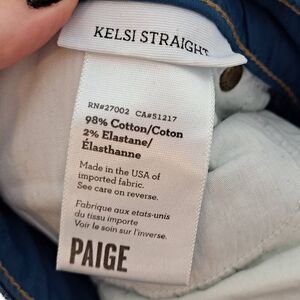 KELSI STRAIGHT
RN#27002 CA#51217
98% Cotton/Coton
2% Elastane/
Élasthanne
Made in the USA of
imported fabric.
See care on reverse.
Fabrique aux etats-unis
du tissu importe
Voir le soin sur l'inverse.
PAIGE